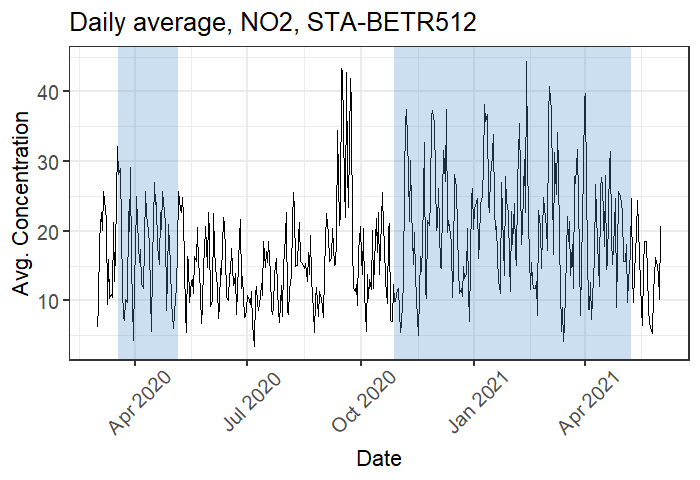 Daily average, NO2, STA-BETR512
Avg. Concentration
40
30
20
10
Apr 2020
Jul 2020
Oct 2020
Jan 2021
Apr 2021
Date